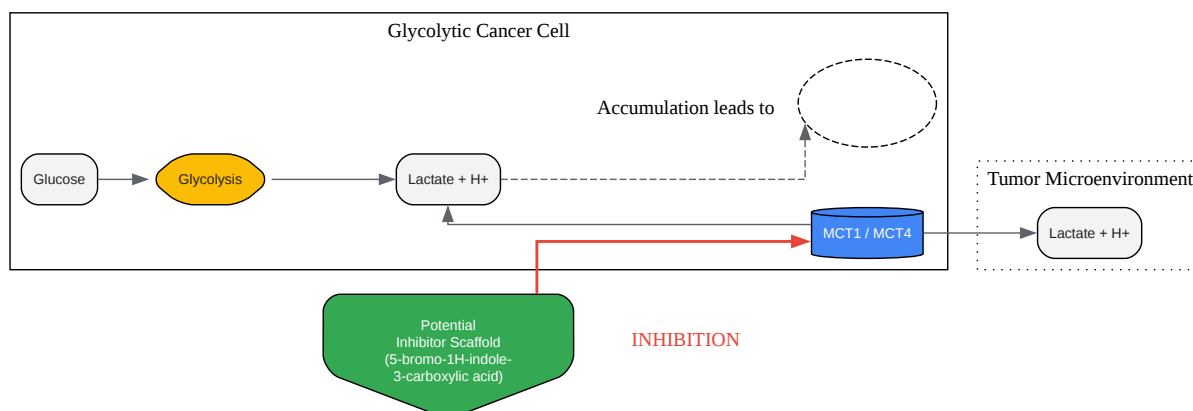 Glycolytic Cancer Cell
Accumulation leads to
Glucose
Glycolysis
Lactate + H+
Tumor Microenvironment
MCT1 / MCT4
Lactate + H+
Potential
Inhibitor Scaffold
(5-bromo-1H-indole-
3-carboxylic acid)
INHIBITION